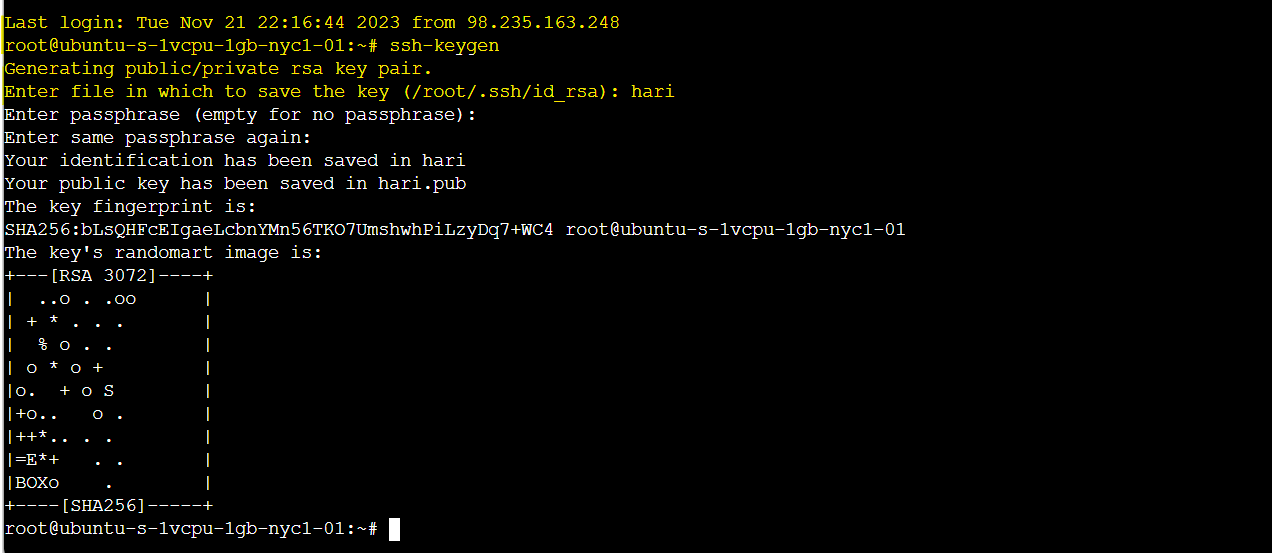 Last login: Tue Nov 21 22:16:44 2023 from 98.235.163.248
root@ubuntu-s-1vcpu-1gb-nyc1-01:~# ssh-keygen
Generating public/private rsa key pair.
Enter file in which to save the key (/root/.ssh/id_rsa): hari
Enter passphrase (empty for no passphrase):
Enter same passphrase again:
Your identification has been saved in hari
Your public key has been saved in hari.pub
The key fingerprint is:
SHA256:bLsQHFcEIgaeLcbnYMn56TKO7UmshwhPiLzyDq7+WC4 root@ubuntu-s-1vcpu-1gb-nyc1-01
The key's randomart image is:
+---[RSA 3072]----+
|  ..o . .oo      |
| + * . . .       |
|  % o . .        |
| o * o +         |
|o.  + o S        |
|+o..   o .       |
|++*.. . .        |
|=E*+   . .       |
|BOXo    .        |
+----[SHA256]-----+
root@ubuntu-s-1vcpu-1gb-nyc1-01:~#